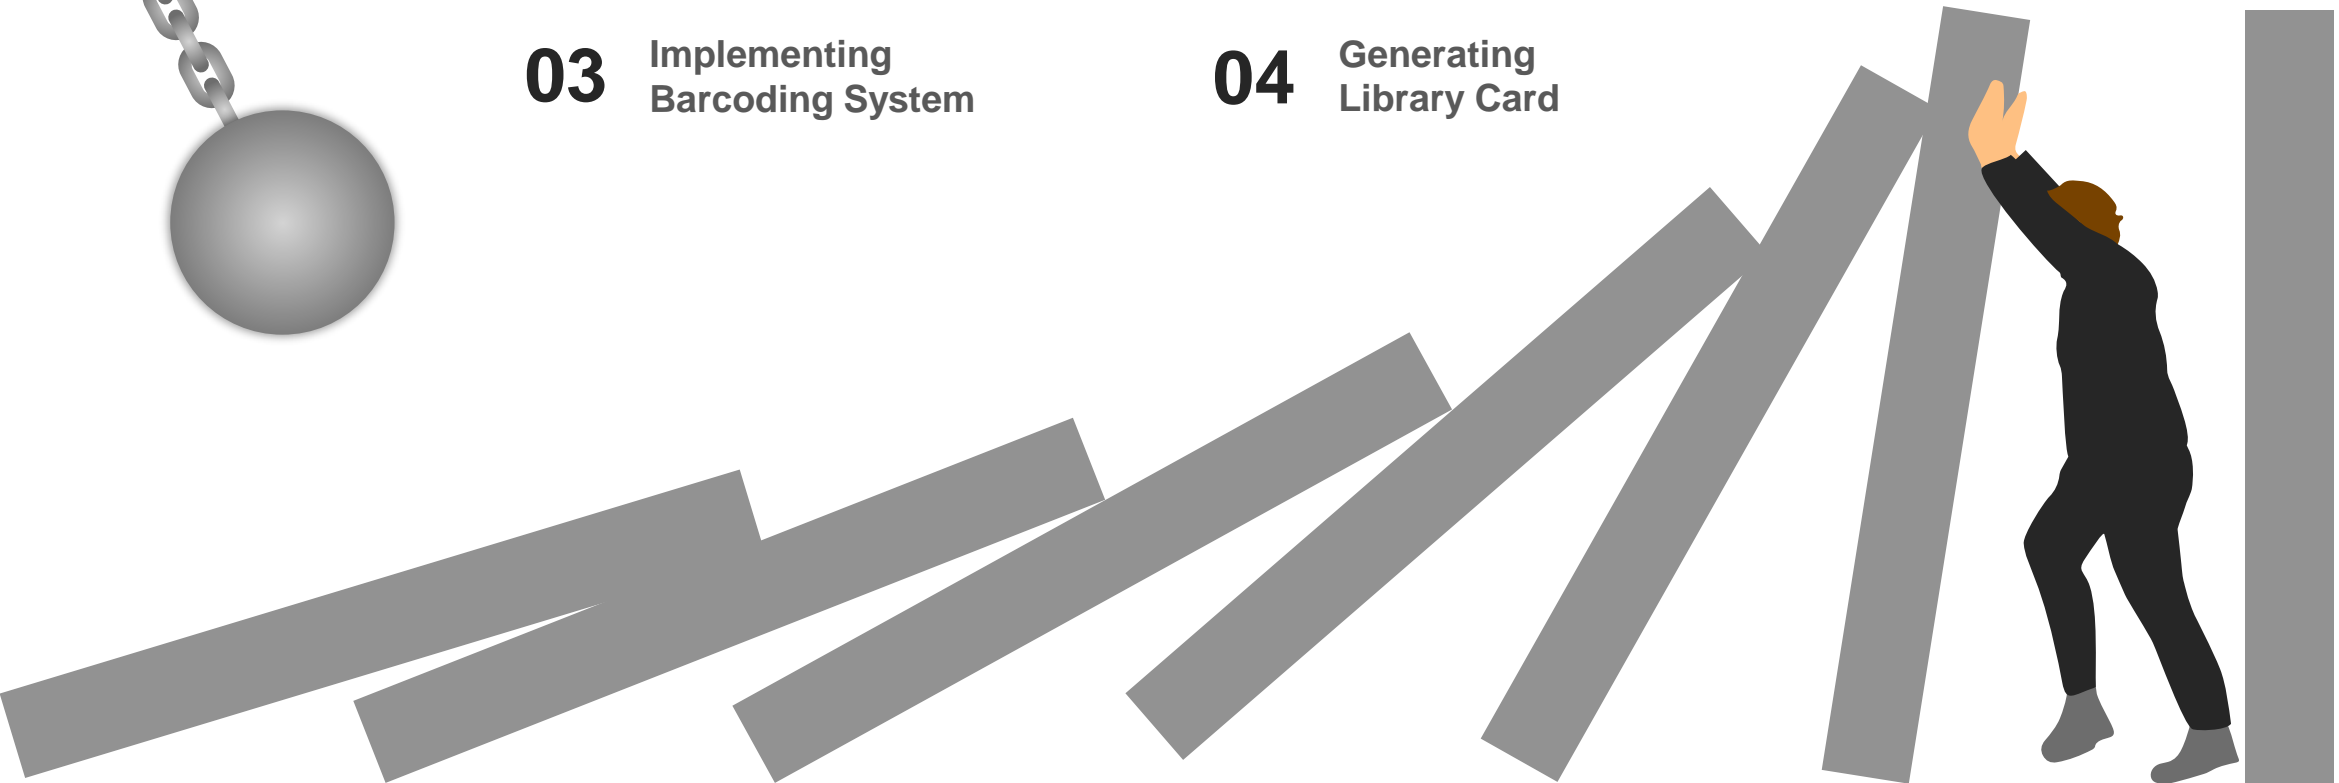 03
Implementing
Barcoding System
04
Generating
Library Card